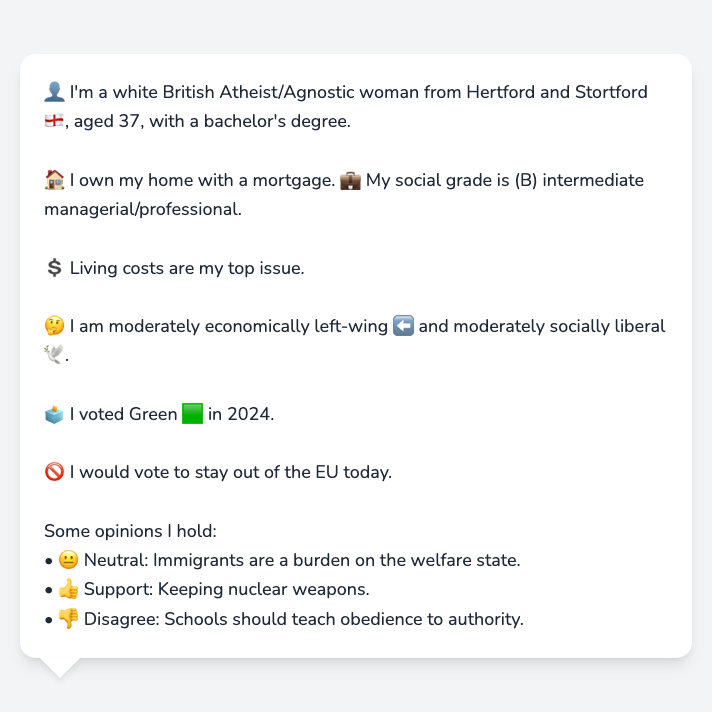 👤 I'm a white British Atheist/Agnostic woman from Hertford and Stortford
🏴󠁧󠁢󠁥󠁮󠁧󠁿, aged 37, with a bachelor's degree.
🏠 I own my home with a mortgage. 💼 My social grade is (B) intermediate
managerial/professional.
💲 Living costs are my top issue.
🤔 I am moderately economically left-wing ⬅️ and moderately socially liberal
🕊️.
🗳️ I voted Green 🟩 in 2024.
🚫 I would vote to stay out of the EU today.
Some opinions I hold:
• 😐 Neutral: Immigrants are a burden on the welfare state.
• 👍 Support: Keeping nuclear weapons.
• 👎 Disagree: Schools should teach obedience to authority.